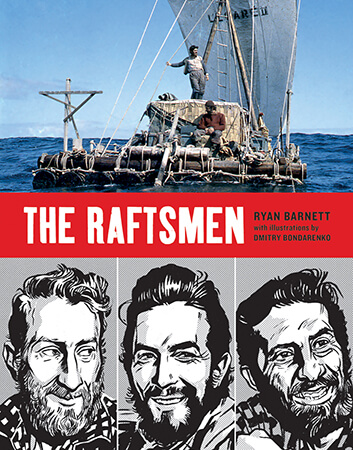 THE RAFTSMEN
RYAN BARNETT
with illustrations by
DMITRY BONDARENKO